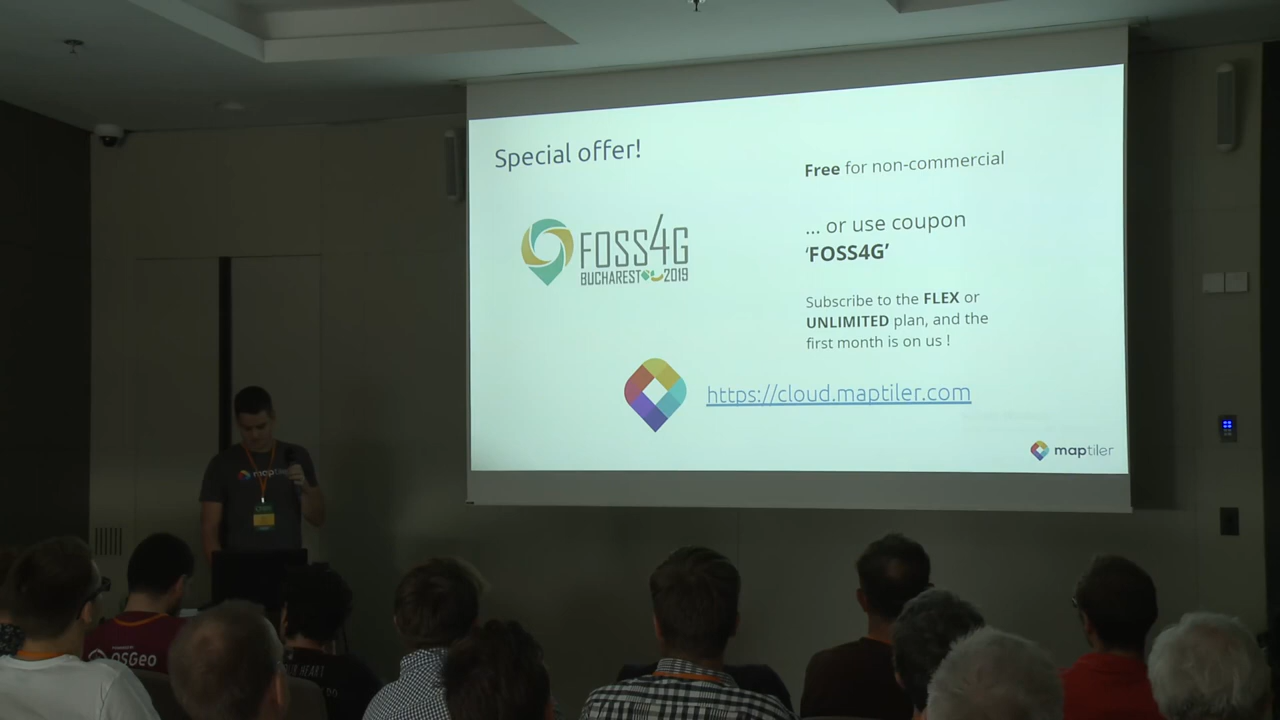 Special offer!
Free for non-commercial
FOSS4G
BUCHAREST 2019
... or use coupon
‘FOSS4G’
Subscribe to the FLEX or
UNLIMITED plan, and the
first month is on us !
https://cloud.maptiler.com
maptiler
maptiler
OSGeo